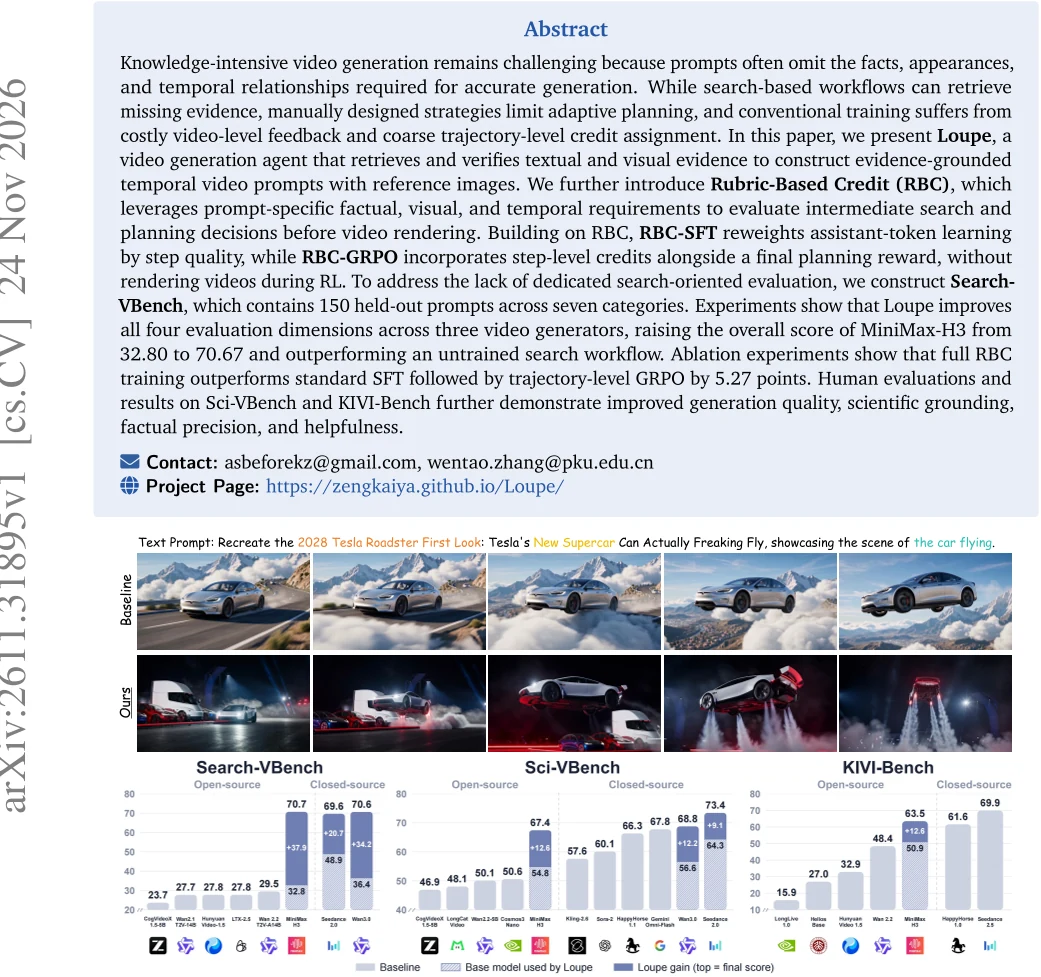 arXiv:2611.31895v1 [cs.CV] 24 Nov 2026
Abstract
Knowledge-intensive video generation remains challenging because prompts often omit the facts, appearances,
and temporal relationships required for accurate generation. While search-based workflows can retrieve
missing evidence, manually designed strategies limit adaptive planning, and conventional training suffers from
costly video-level feedback and coarse trajectory-level credit assignment. In this paper, we present Loupe, a
video generation agent that retrieves and verifies textual and visual evidence to construct evidence-grounded
temporal video prompts with reference images. We further introduce Rubric-Based Credit (RBC), which
leverages prompt-specific factual, visual, and temporal requirements to evaluate intermediate search and
planning decisions before video rendering. Building on RBC, RBC-SFT reweights assistant-token learning
by step quality, while RBC-GRPO incorporates step-level credits alongside a final planning reward, without
rendering videos during RL. To address the lack of dedicated search-oriented evaluation, we construct Search-
VBench, which contains 150 held-out prompts across seven categories. Experiments show that Loupe improves
all four evaluation dimensions across three video generators, raising the overall score of MiniMax-H3 from
32.80 to 70.67 and outperforming an untrained search workflow. Ablation experiments show that full RBC
training outperforms standard SFT followed by trajectory-level GRPO by 5.27 points. Human evaluations and
results on Sci-VBench and KIVI-Bench further demonstrate improved generation quality, scientific grounding,
factual precision, and helpfulness.
Contact: asbeforekz@gmail.com, wentao.zhang@pku.edu.cn
Project Page: https://zengkaiya.github.io/Loupe/
Text Prompt: Recreate the 2028 Tesla Roadster First Look: Tesla's New Supercar Can Actually Freaking Fly, showcasing the scene of the car flying.
Baseline
Ours
Search-VBench
Open-source Closed-source
80
70
60
50
40
30
20
23.7 27.7 27.8 27.8 29.5 70.7 69.6 70.6
+37.9 +20.7 +34.2
32.8 48.9 36.4
CogVideoX 1.5-5B
Wan2.1 T2V-14B
Hunyuan Video-1.5
LTX-2.5
Wan 2.2 T2V-A14B
MiniMax H3
Seedance 2.0
Wan3.0
Sci-VBench
Open-source Closed-source
80
70
60
50
40
46.9 48.1 50.1 50.6 67.4 57.6 60.1 66.3 67.8 68.8 73.4
+12.6 +12.2 +9.1
54.8 56.6 64.3
CogVideoX 1.5-5B
LongCat Video
Wan2.2-5B
Cosmos3 Nano
MiniMax H3
Kling-2.6
Sora-2
HappyHorse 1.1
Gemini Omni-Flash
Wan3.0
Seedance 2.0
KIVI-Bench
Open-source Closed-source
80
70
60
50
40
30
20
10
15.9 27.0 32.9 48.4 63.5 61.6 69.9
+12.6
50.9
LongLive 1.0
Helios Base
Hunyuan Video 1.5
Wan 2.2
MiniMax H3
HappyHorse 1.0
Seedance 2.5
Baseline Base model used by Loupe Loupe gain (top = final score)